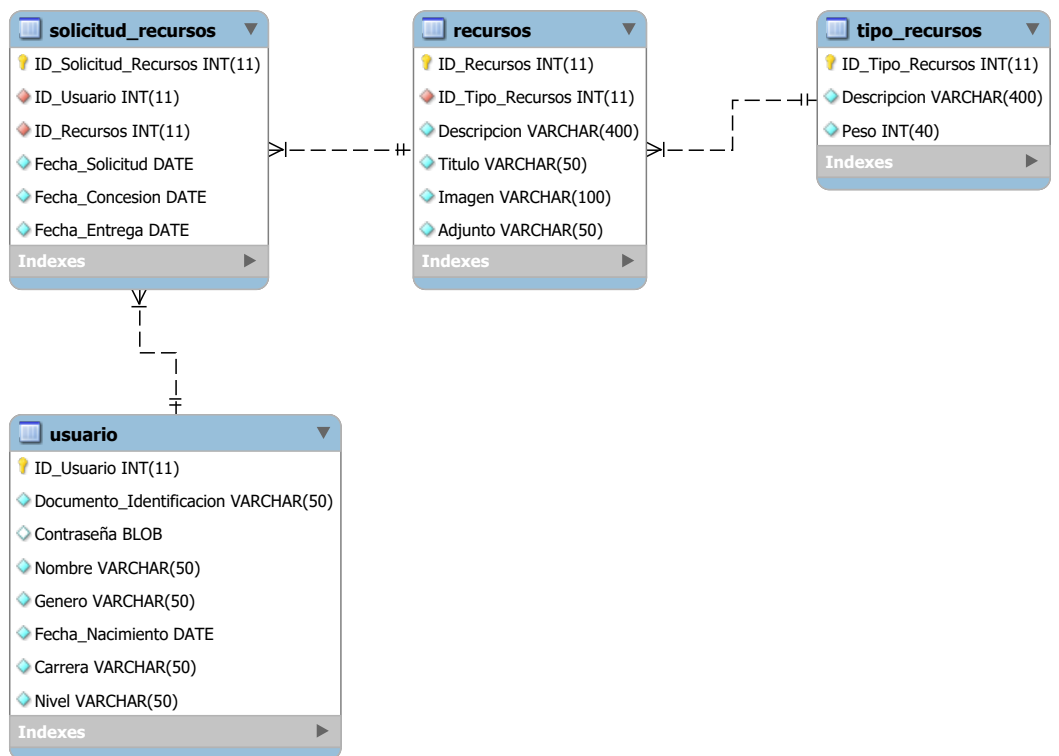 solicitud_recursos
ID_Solicitud_Recursos INT(11)
ID_Usuario INT(11)
ID_Recursos INT(11)
Fecha_Solicitud DATE
Fecha_Concesion DATE
Fecha_Entrega DATE
Indexes
recursos
ID_Recursos INT(11)
ID_Tipo_Recursos INT(11)
Descripcion VARCHAR(400)
Titulo VARCHAR(50)
Imagen VARCHAR(100)
Adjunto VARCHAR(50)
Indexes
tipo_recursos
ID_Tipo_Recursos INT(11)
Descripcion VARCHAR(400)
Peso INT(40)
Indexes
usuario
ID_Usuario INT(11)
Documento_Identificacion VARCHAR(50)
Contraseña BLOB
Nombre VARCHAR(50)
Genero VARCHAR(50)
Fecha_Nacimiento DATE
Carrera VARCHAR(50)
Nivel VARCHAR(50)
Indexes